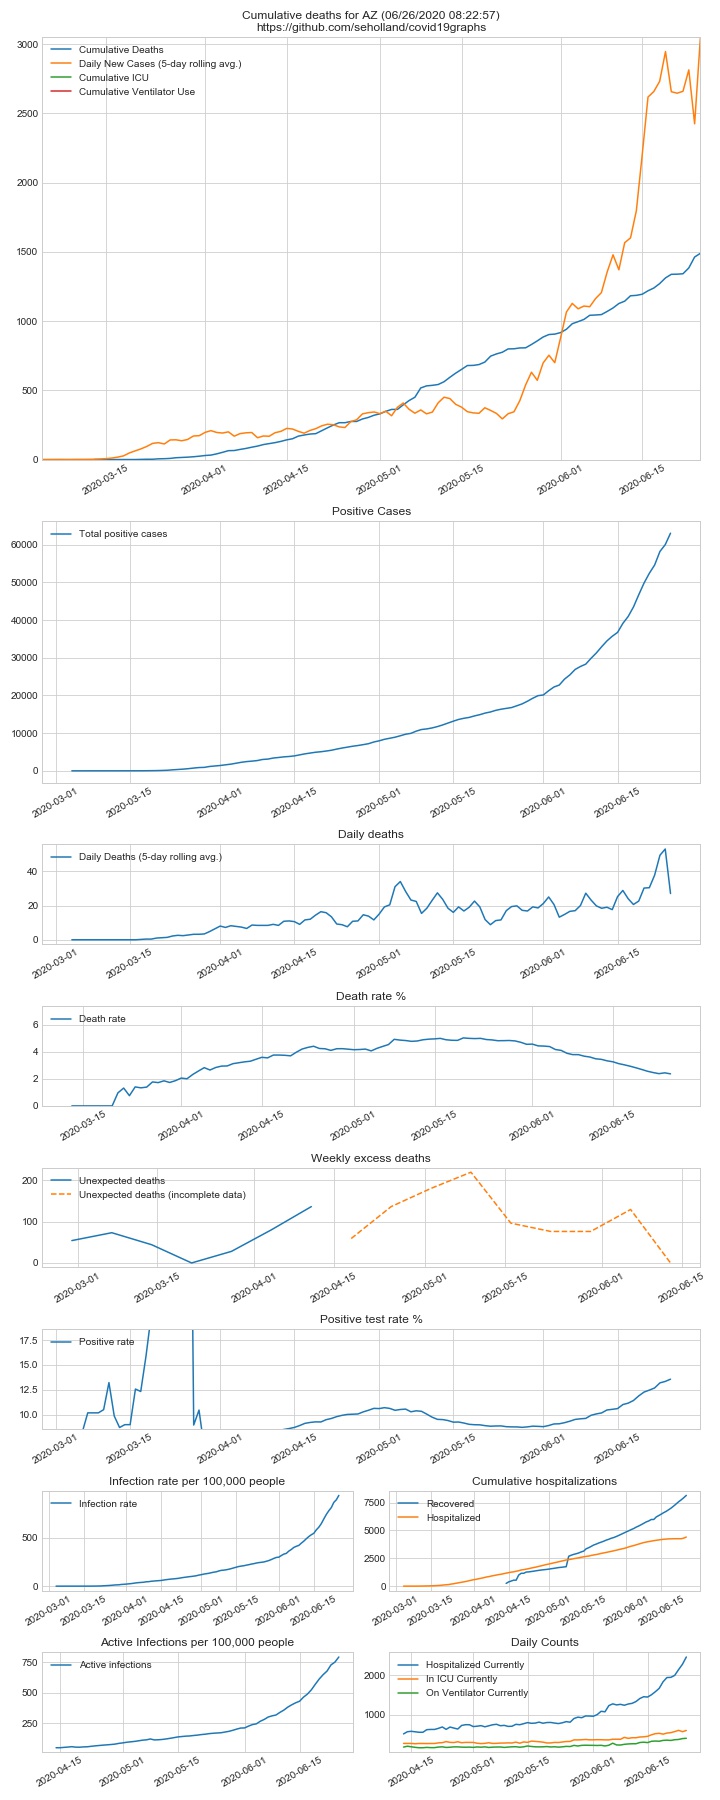 Cumulative deaths for AZ (06/26/2020 08:22:57)
https://github.com/seholland/covid19graphs
Cumulative Deaths
Daily New Cases (5-day rolling avg.)
Cumulative ICU
Cumulative Ventilator Use
3000
2500
2000
1500
1000
500
0
2020-03-15 2020-04-01 2020-04-15 2020-05-01 2020-05-15 2020-06-01 2020-06-15
Positive Cases
Total positive cases
60000
50000
40000
30000
20000
10000
0
2020-03-01 2020-03-15 2020-04-01 2020-04-15 2020-05-01 2020-05-15 2020-06-01 2020-06-15
Daily deaths
Daily Deaths (5-day rolling avg.)
40
20
0
2020-03-01 2020-03-15 2020-04-01 2020-04-15 2020-05-01 2020-05-15 2020-06-01 2020-06-15
Death rate %
Death rate
6
4
2
0
2020-03-15 2020-04-01 2020-04-15 2020-05-01 2020-05-15 2020-06-01 2020-06-15
Weekly excess deaths
Unexpected deaths
Unexpected deaths (incomplete data)
200
100
0
2020-03-01 2020-03-15 2020-04-01 2020-04-15 2020-05-01 2020-05-15 2020-06-01 2020-06-15
Positive test rate %
Positive rate
17.5
15.0
12.5
10.0
2020-03-01 2020-03-15 2020-04-01 2020-04-15 2020-05-01 2020-05-15 2020-06-01 2020-06-15
Infection rate per 100,000 people
Infection rate
500
0
2020-03-01 2020-03-15 2020-04-01 2020-04-15 2020-05-01 2020-05-15 2020-06-01 2020-06-15
Cumulative hospitalizations
Recovered
Hospitalized
7500
5000
2500
0
2020-03-01 2020-03-15 2020-04-01 2020-04-15 2020-05-01 2020-05-15 2020-06-01 2020-06-15
Active Infections per 100,000 people
Active infections
750
500
250
2020-04-15 2020-05-01 2020-05-15 2020-06-01 2020-06-15
Daily Counts
Hospitalized Currently
In ICU Currently
On Ventilator Currently
2000
1000
2020-04-15 2020-05-01 2020-05-15 2020-06-01 2020-06-15